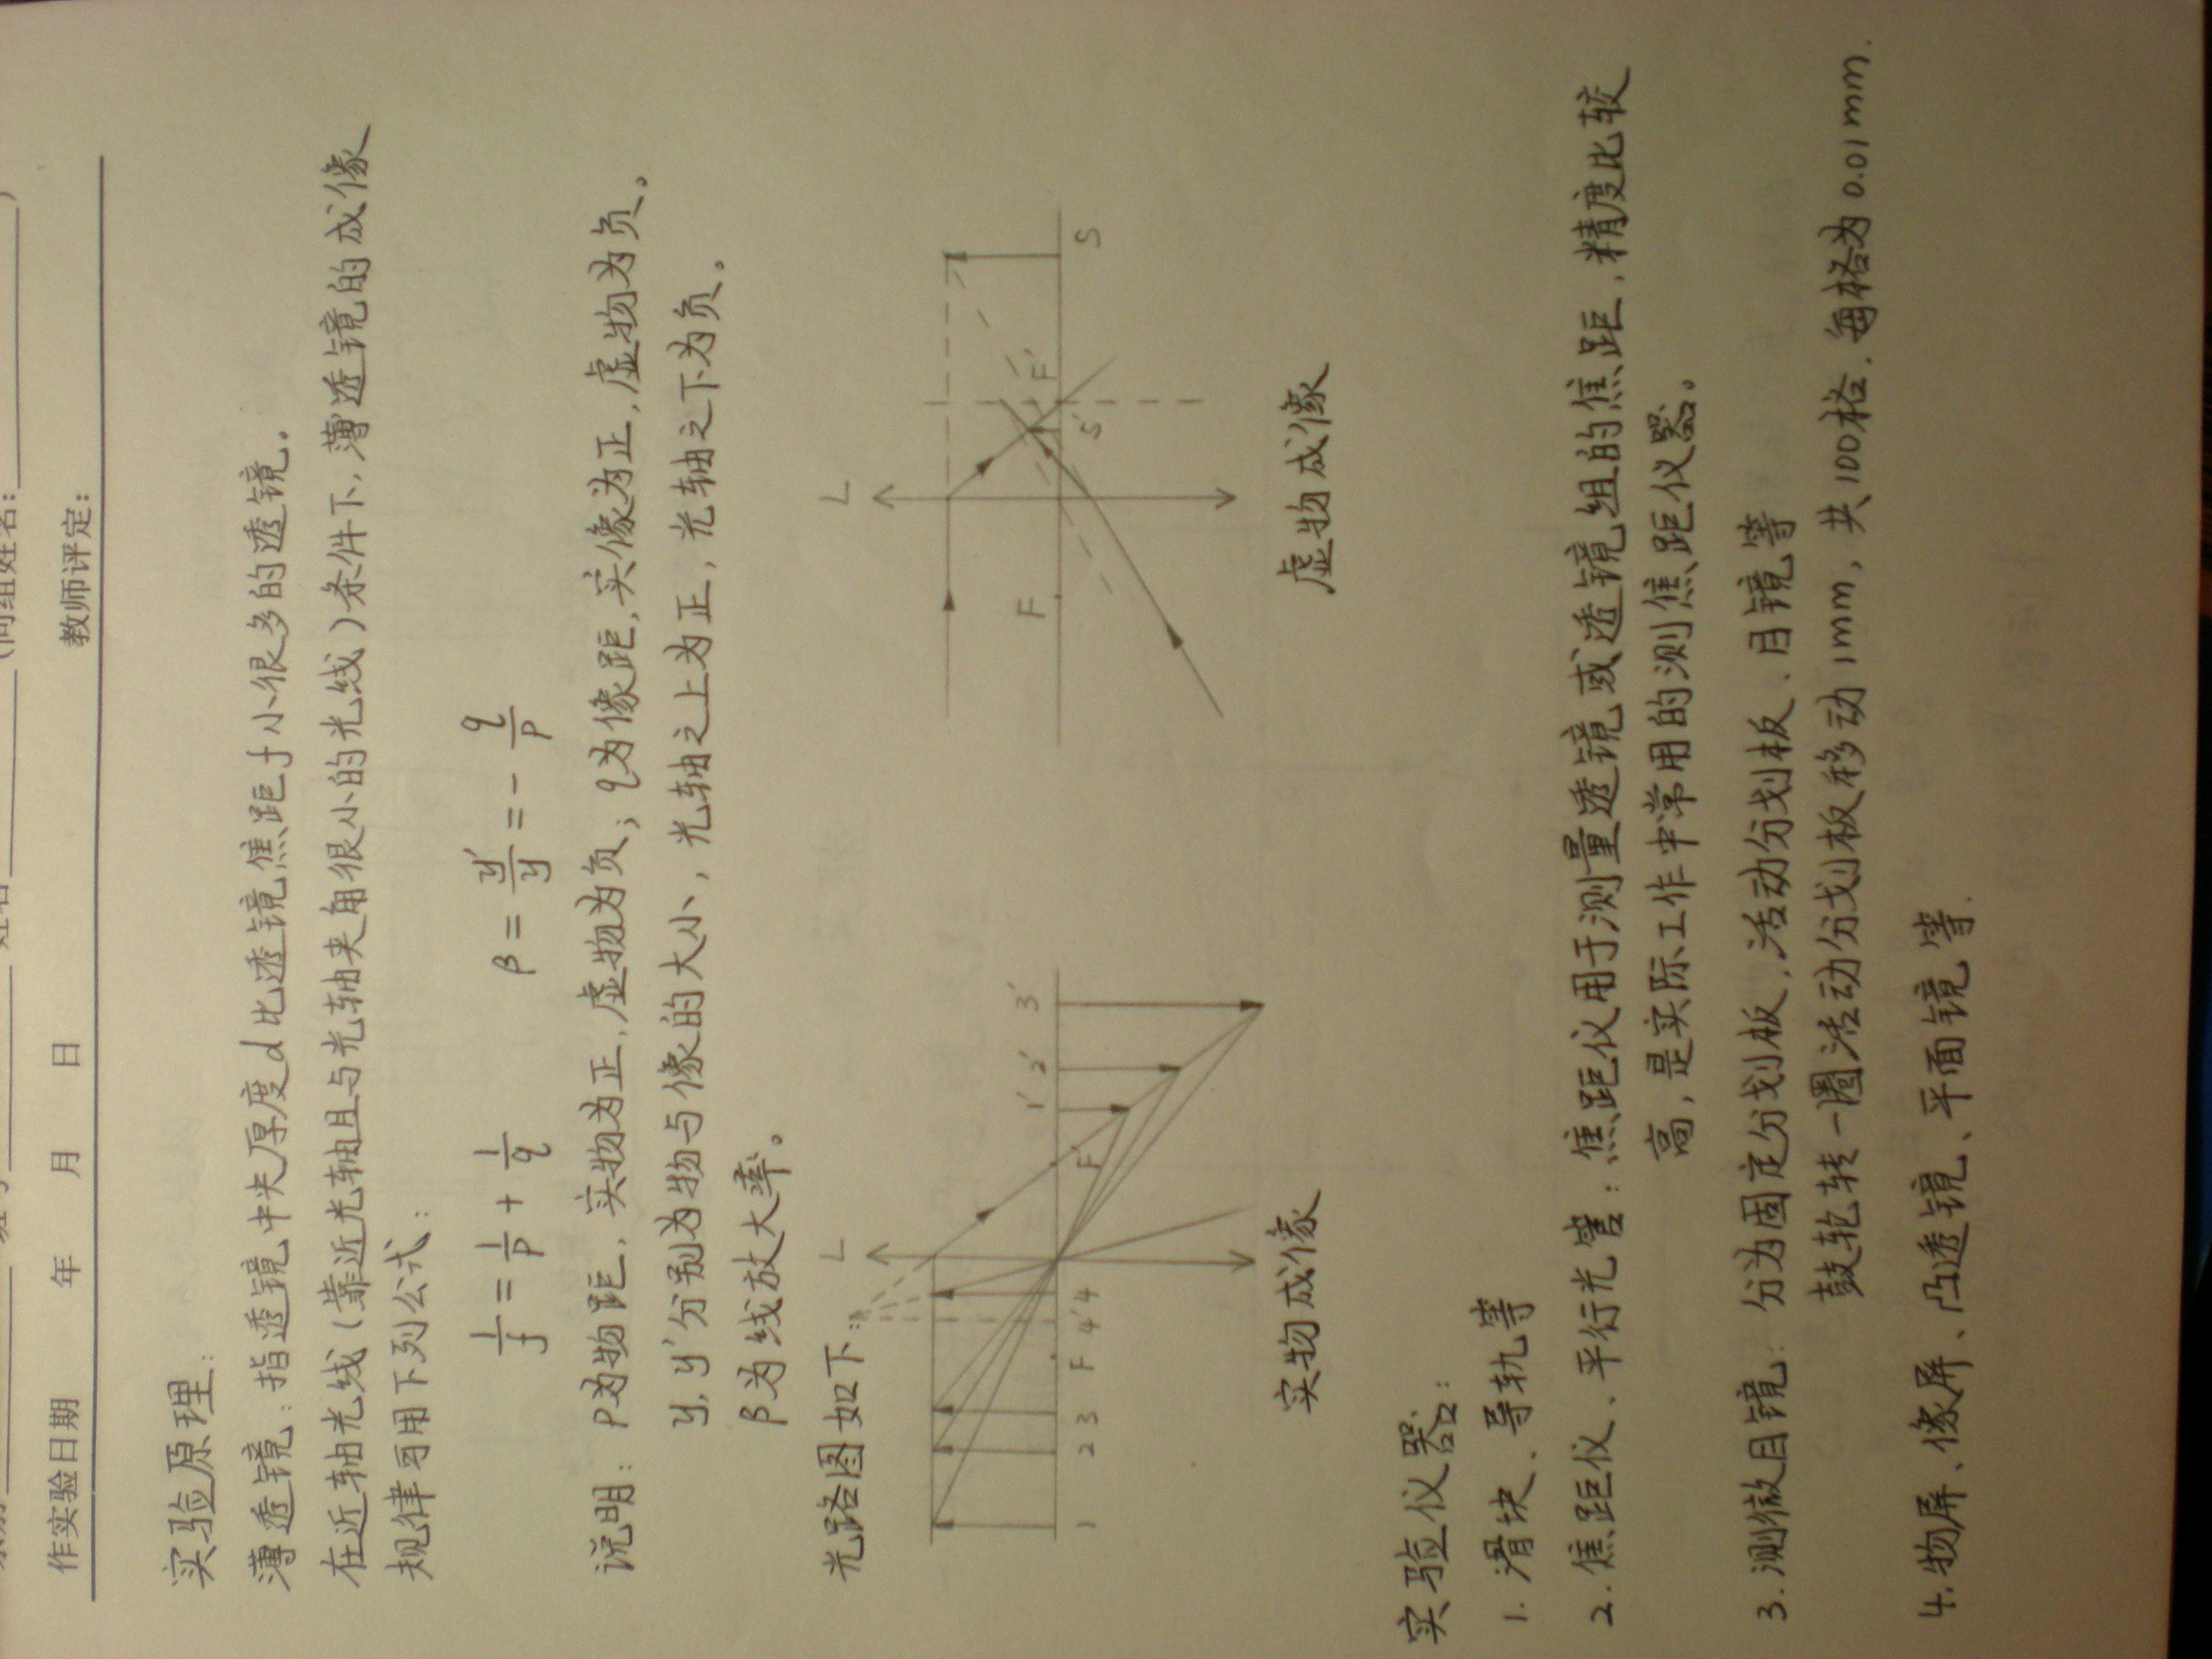 (同组姓名: )
作实验日期 年 月 日 教师评定:
实验原理:
薄透镜:指透镜中央厚度d比透镜焦距f小很多的透镜。
在近轴光线(靠近光轴且与光轴夹角很小的光线)条件下,薄透镜的成像
规律可用下列公式:
1/f = 1/p + 1/q β = y′/y = - q/p
说明: p为物距,实物为正,虚物为负;q为像距,实像为正,虚物为负。
y,y′分别为物与像的大小,光轴之上为正,光轴之下为负。
β为线放大率。
光路图如下:
L
1 2 3 F 4′ 4 F′ 1′ 2′ 3′
实物成像
L
F S′ F′ S
虚物成像
实验仪器:
1. 滑块、导轨等
2. 焦距仪、平行光管:焦距仪用于测量透镜或透镜组的焦距,精度比较
高,是实际工作中常用的测焦距仪器。
3. 测微目镜:分为固定分划板,活动分划板、目镜等
鼓轮转一圈活动分划板移动1mm,共100格,每格为0.01mm.
4. 物屏、像屏、凸透镜、平面镜等.